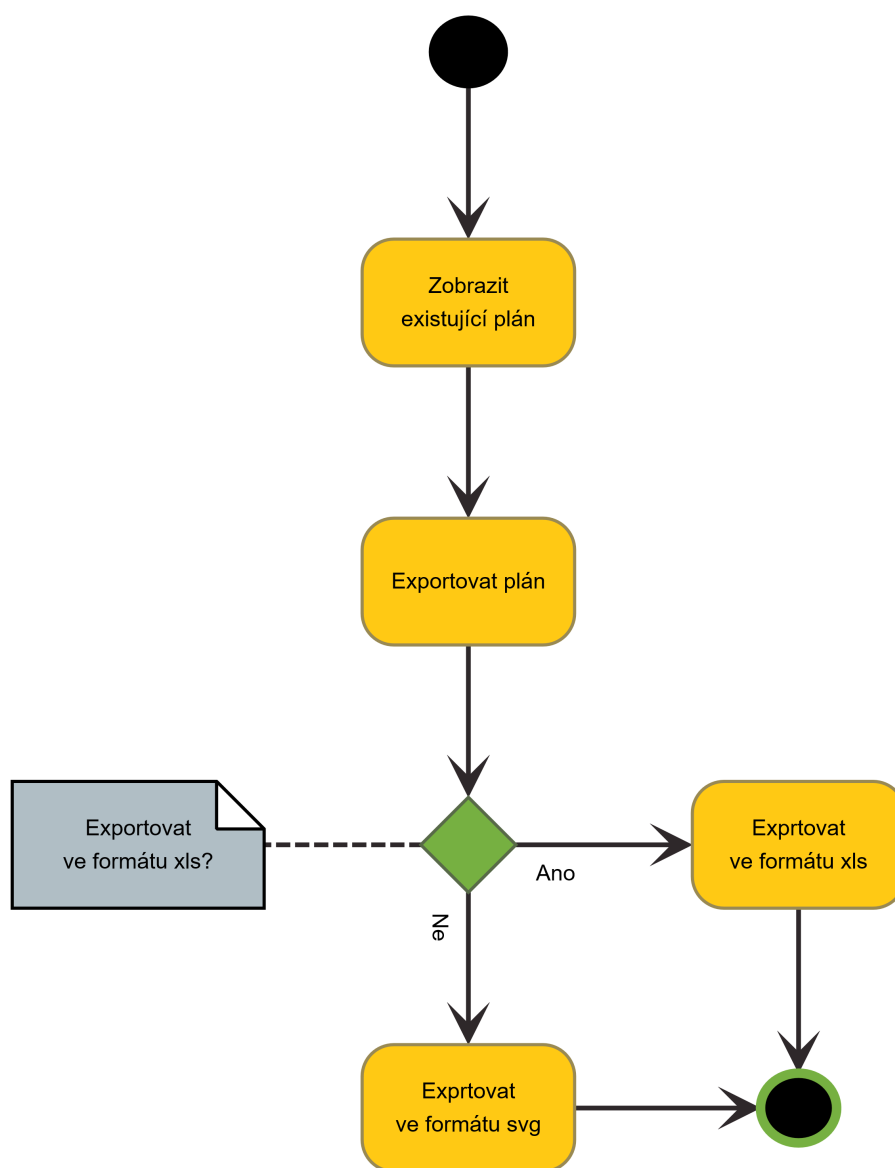 Zobrazit
existující plán
Exportovat plán
Exportovat
ve formátu xls?
Ano
Exprtovat
ve formátu xls
Ne
Exprtovat
ve formátu svg